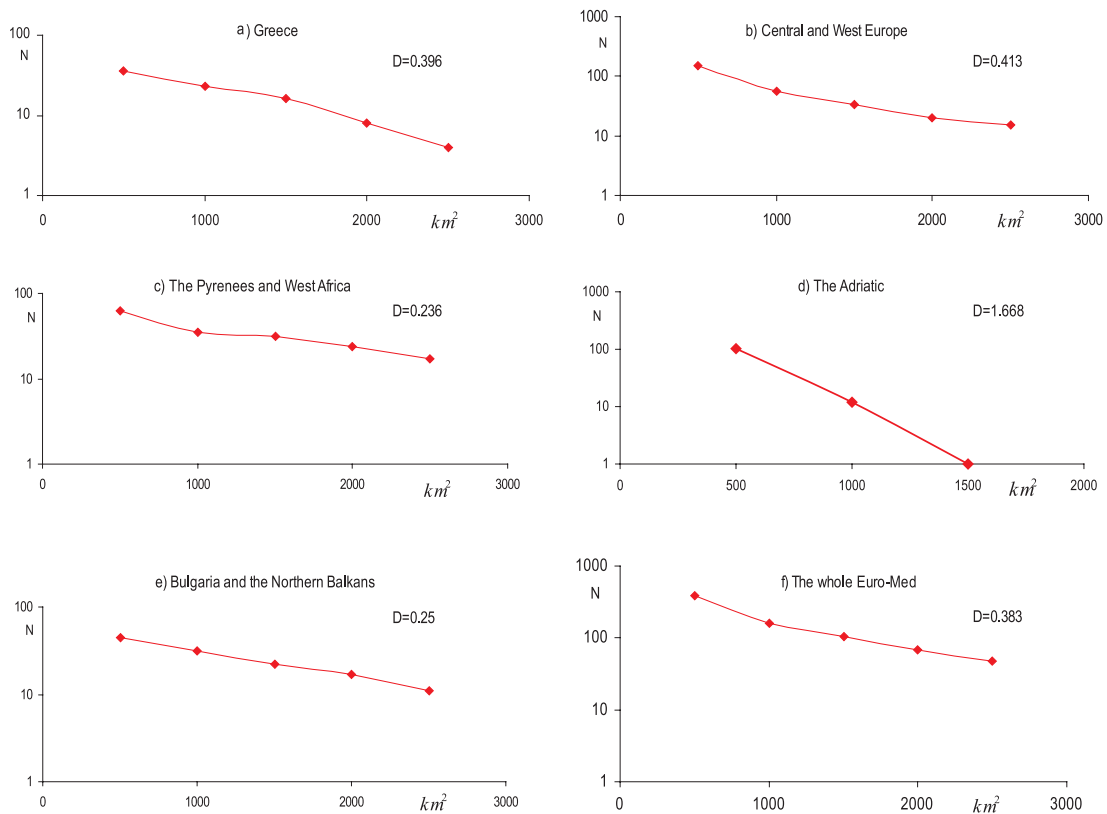 a) Greece
D=0.396
N
100
10
1
0
1000
2000
3000
km²
b) Central and West Europe
D=0.413
N
1000
100
10
1
0
1000
2000
3000
km²
c) The Pyrenees and West Africa
D=0.236
N
100
10
1
0
1000
2000
3000
km²
d) The Adriatic
D=1.668
N
1000
100
10
1
0
500
1000
1500
2000
km²
e) Bulgaria and the Northern Balkans
D=0.25
N
100
10
1
0
1000
2000
3000
km²
f) The whole Euro-Med
D=0.383
N
1000
100
10
1
0
1000
2000
3000
km²